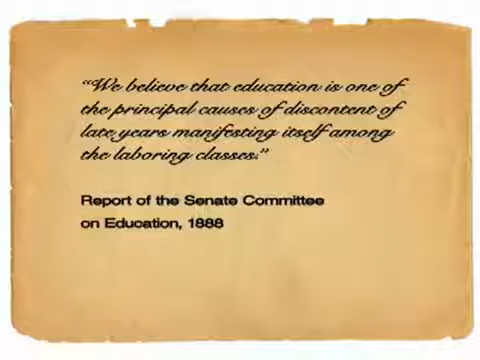 “We believe that education is one of
the principal causes of discontent of
late years manifesting itself among
the laboring classes.”
Report of the Senate Committee
on Education, 1888